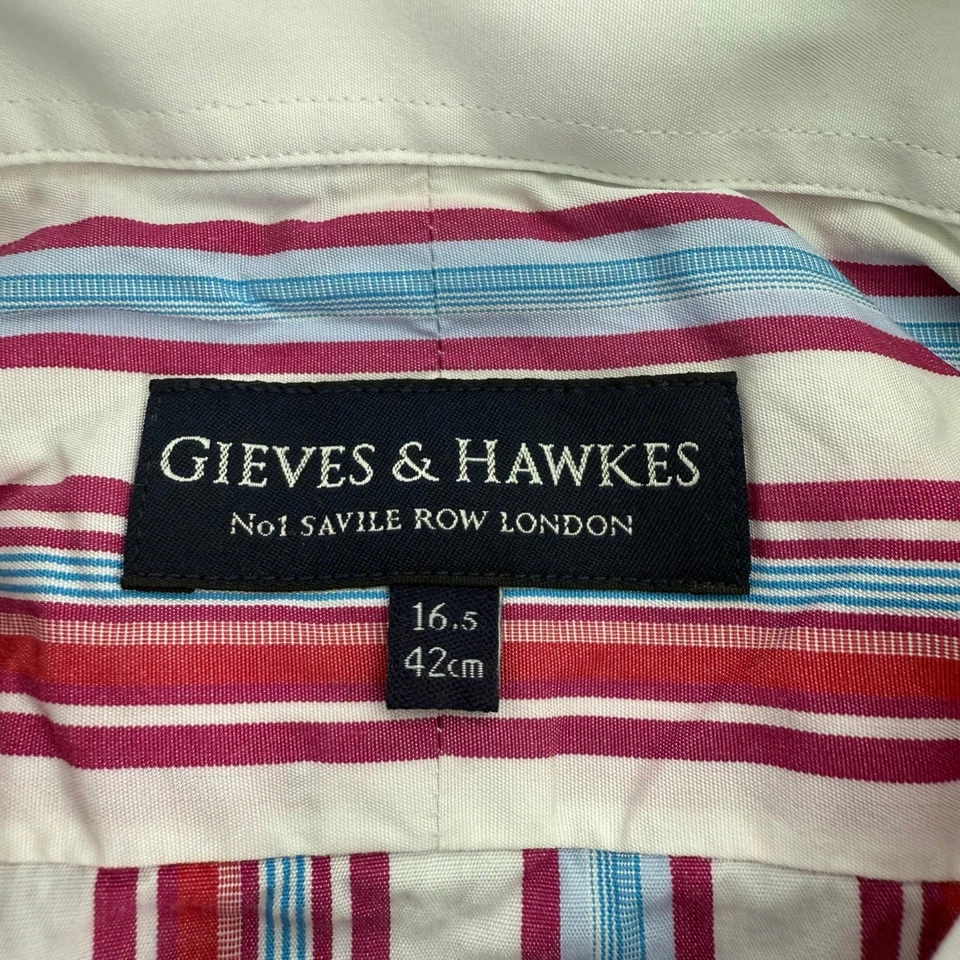 GIEVES & HAWKES
No1 SAVILE ROW LONDON
16.5
42cm